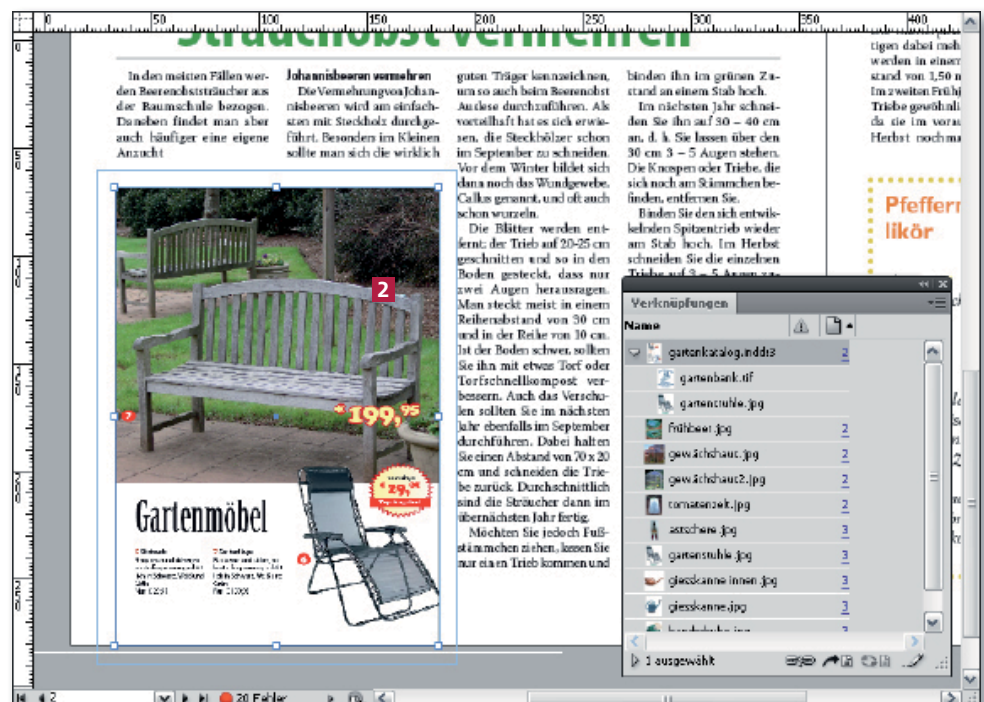 0 50 100 150 200 250 300 350 400
Strauchobst vermehren
In den meisten Fällen wer-
den Beerenobststräucher aus
der Baumschule bezogen.
Daneben findet man aber
auch häufiger eine eigene
Anzucht
Johannisbeeren vermehren
Die Vermehrung von Johan-
nisbeeren wird am einfach-
sten mit Steckholz durchge-
führt. Besonders im Kleinen
sollte man sich die wirklich
guten Träger kennzeichnen,
um so auch beim Beerenobst
Auslese durchzuführen. Als
vorteilhaft hat es sich erwie-
sen, die Steckhölzer schon
im September zu schneiden.
Vor dem Winter bildet sich
dann noch das Wundgewebe,
Callus genannt, und oft auch
schon wurzeln.
Die Blätter werden ent-
fernt; der Trieb auf 20-25 cm
geschnitten und so in den
Boden gesteckt, dass nur
zwei Augen herausragen.
Man steckt meist in einem
Reihenabstand von 30 cm
und in der Reihe von 10 cm.
Ist der Boden schwer, sollten
Sie ihn mit etwas Torf oder
Torfschnellkompost ver-
bessern. Auch das Verschu-
len sollten Sie im nächsten
Jahr ebenfalls im September
durchführen. Dabei halten
Sie einen Abstand von 70 x 20
cm und schneiden die Trie-
be zurück. Durchschnittlich
sind die Sträucher dann im
übernächsten Jahr fertig.
Möchten Sie jedoch Fuß-
stämmchen ziehen, lassen Sie
nur einen Trieb kommen und
binden ihn im grünen Zu-
stand an einem Stab hoch.
Im nächsten Jahr schnei-
den Sie ihn auf 30 – 40 cm
an, d. h. Sie lassen über den
30 cm 3 – 5 Augen stehen.
Die Knospen oder Triebe, die
sich noch am Stämmchen be-
finden, entfernen Sie.
Binden Sie den sich entwik-
kelnden Spitzentrieb wieder
am Stab hoch. Im Herbst
schneiden Sie die einzelnen
Triebe auf 3 – 5 Augen zu-
tigen dabei meh
werden in einem
stand von 1,50 m
Im zweiten Frühj
Triebe gewöhnli
da sie im vorau
Herbst nochma
Pfeffern
likör
2
€ 199,95
7
€ 29,
Gartenmöbel
Verknüpfungen
Name
gartenkatalog.indd:3 2
gartenbank.tif
gartenstuhle.jpg
frühbeet.jpg 2
gewächshaus.jpg 2
gewächshaus2.jpg 2
tomatenzelt.jpg 2
astschere.jpg 3
gartenstuhle.jpg 3
giesskanne innen.jpg 3
giesskanne.jpg 3
1 ausgewählt
2
20 Fehler